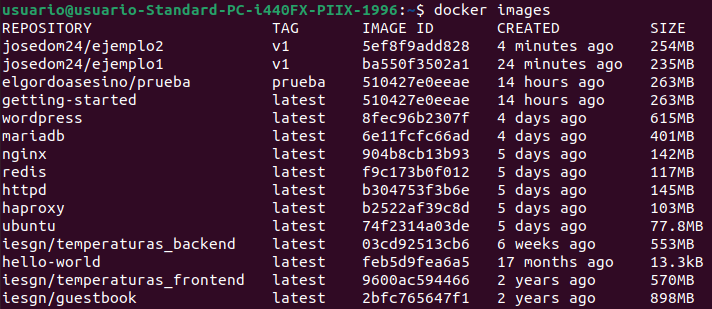 usuario@usuario-Standard-PC-i440FX-PIIX-1996:~$ docker images
REPOSITORY TAG IMAGE ID CREATED SIZE
josedom24/ejemplo2 v1 5ef8f9add828 4 minutes ago 254MB
josedom24/ejemplo1 v1 ba550f3502a1 24 minutes ago 235MB
elgordoasesino/prueba prueba 510427e0eeae 14 hours ago 263MB
getting-started latest 510427e0eeae 14 hours ago 263MB
wordpress latest 8fec96b2307f 4 days ago 615MB
mariadb latest 6e11fcfc66ad 4 days ago 401MB
nginx latest 904b8cb13b93 5 days ago 142MB
redis latest f9c173b0f012 5 days ago 117MB
httpd latest b304753f3b6e 5 days ago 145MB
haproxy latest b2522af39c8d 5 days ago 103MB
ubuntu latest 74f2314a03de 5 days ago 77.8MB
iesgn/temperaturas_backend latest 03cd92513cb6 6 weeks ago 553MB
hello-world latest feb5d9fea6a5 17 months ago 13.3kB
iesgn/temperaturas_frontend latest 9600ac594466 2 years ago 570MB
iesgn/guestbook latest 2bfc765647f1 2 years ago 898MB